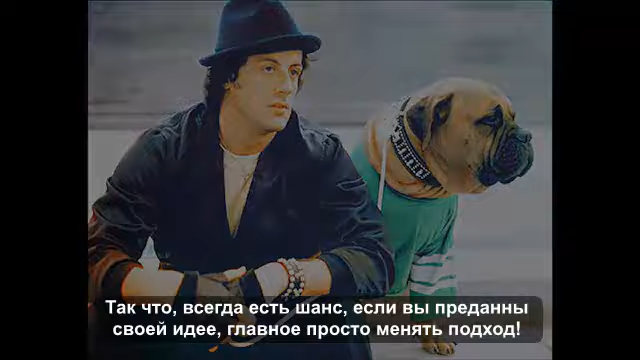 Так что, всегда есть шанс, если вы преданны
своей идее, главное просто менять подход!